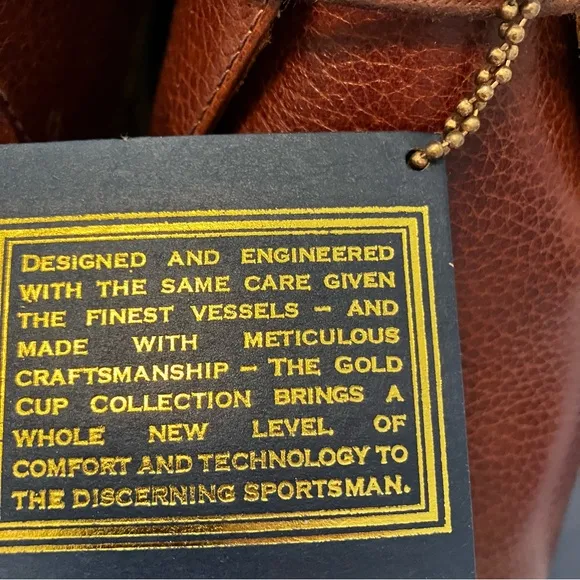 DESIGNED AND ENGINEERED
WITH THE SAME CARE GIVEN
THE FINEST VESSELS – AND
MADE WITH METICULOUS
CRAFTSMANSHIP – THE GOLD
CUP COLLECTION BRINGS A
WHOLE NEW LEVEL OF
COMFORT AND TECHNOLOGY TO
THE DISCERNING SPORTSMAN.